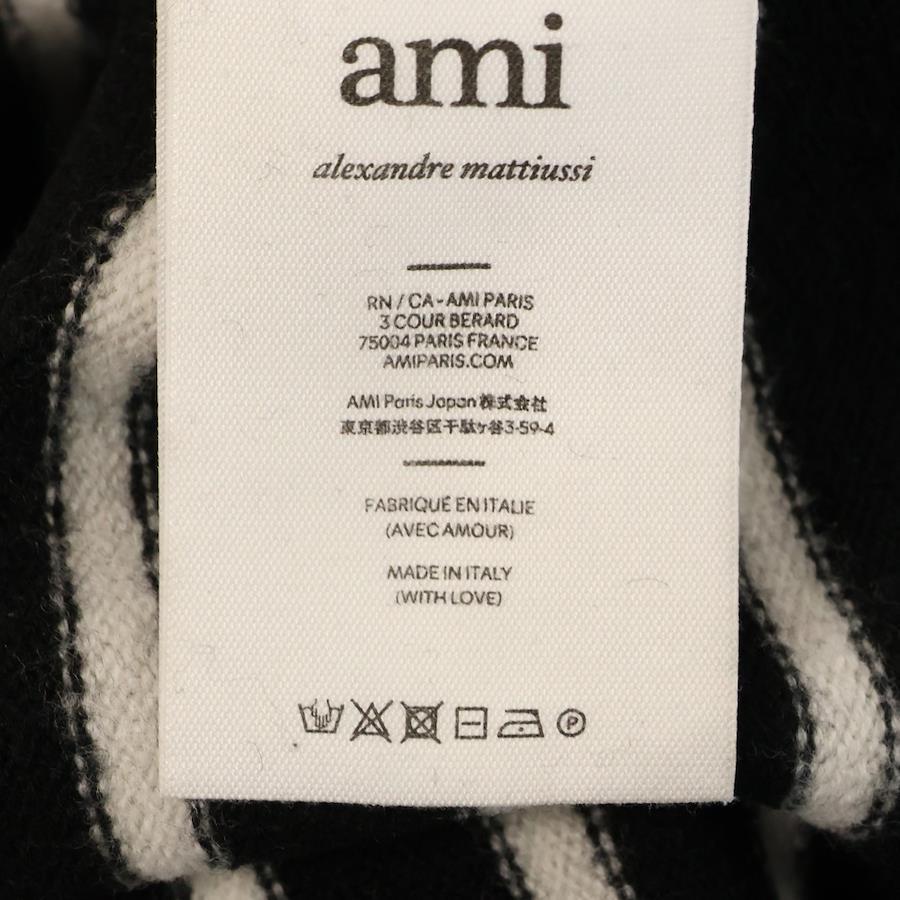 ami
alexandre mattiussi
RN / CA - AMI PARIS
3 COUR BERARD
75004 PARIS FRANCE
AMIPARIS.COM
AMI Paris Japan 株式会社
東京都渋谷区千駄ヶ谷3-59-4
FABRIQUÉ EN ITALIE
(AVEC AMOUR)
MADE IN ITALY
(WITH LOVE)
P